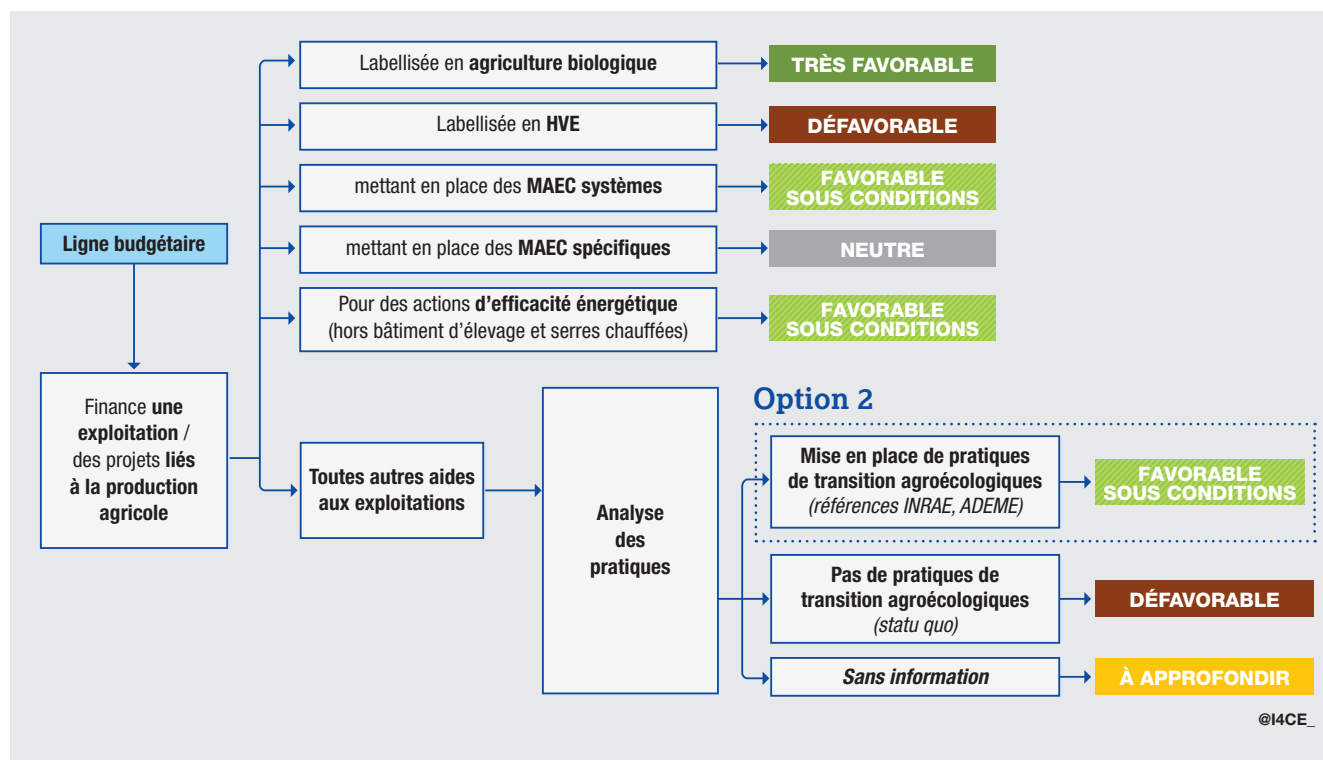 Labellisée en agriculture biologique
TRÈS FAVORABLE
Labellisée en HVE
DÉFAVORABLE
mettant en place des MAEC systèmes
FAVORABLE
SOUS CONDITIONS
Ligne budgétaire
mettant en place des MAEC spécifiques
NEUTRE
Pour des actions d'efficacité énergétique
(hors bâtiment d'élevage et serres chauffées)
FAVORABLE
SOUS CONDITIONS
Finance une
exploitation /
des projets liés
à la production
agricole
Toutes autres aides
aux exploitations
Analyse
des
pratiques
Option 2
Mise en place de pratiques
de transition agroécologiques
(références INRAE, ADEME)
FAVORABLE
SOUS CONDITIONS
Pas de pratiques de
transition agroécologiques
(statu quo)
DÉFAVORABLE
Sans information
À APPROFONDIR
@I4CE_